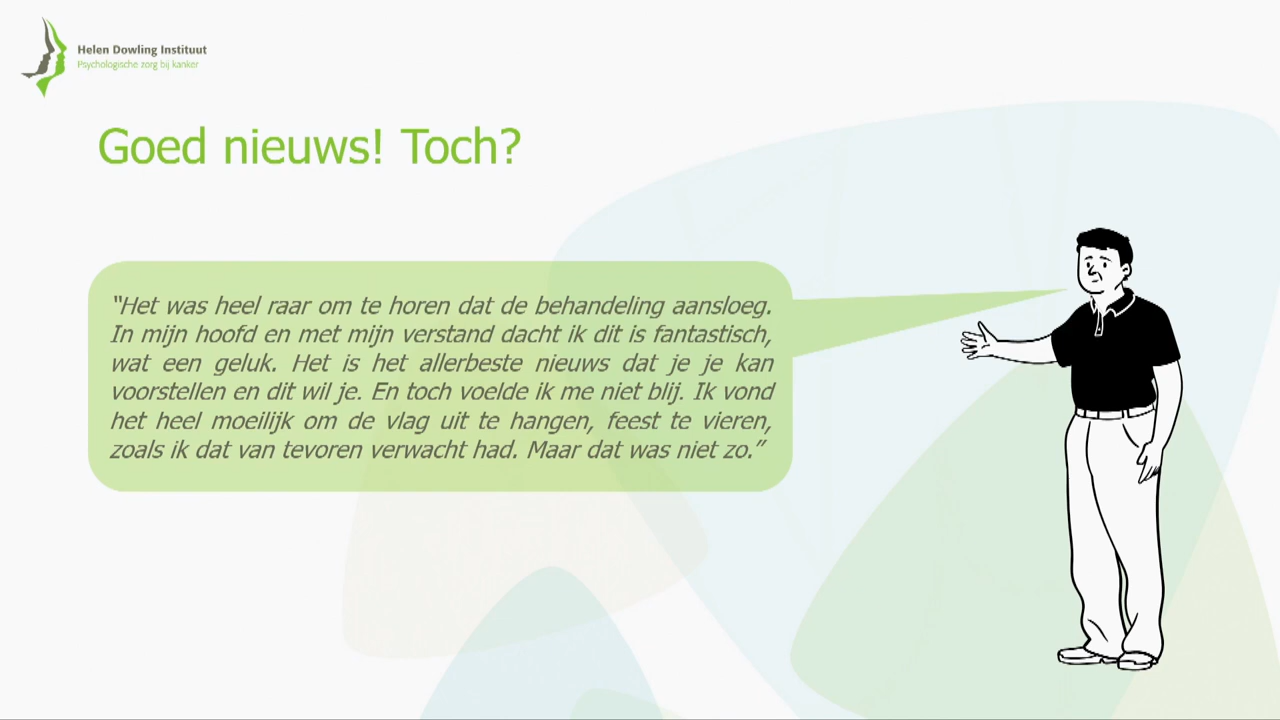 Helen Dowling Instituut
Psychologische zorg bij kanker
Goed nieuws! Toch?
“Het was heel raar om te horen dat de behandeling aansloeg.
In mijn hoofd en met mijn verstand dacht ik dit is fantastisch,
wat een geluk. Het is het allerbeste nieuws dat je je kan
voorstellen en dit wil je. En toch voelde ik me niet blij. Ik vond
het heel moeilijk om de vlag uit te hangen, feest te vieren,
zoals ik dat van tevoren verwacht had. Maar dat was niet zo.”